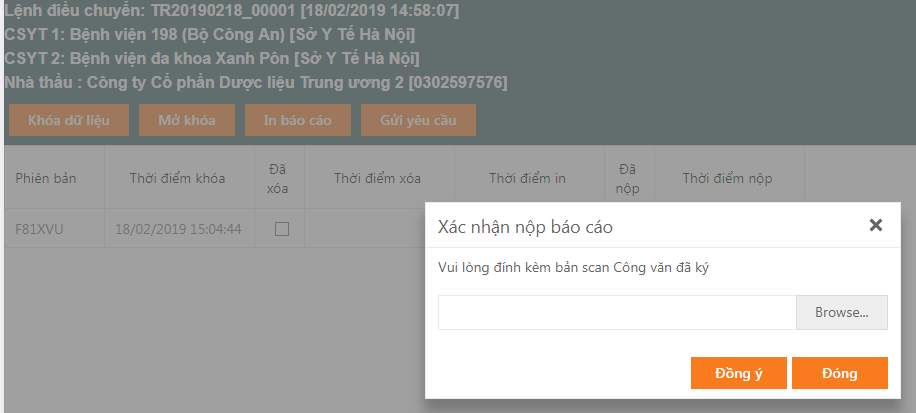 Lệnh điều chuyển: TR20190218_00001 [18/02/2019 14:58:07]
CSYT 1: Bệnh viện 198 (Bộ Công An) [Sở Y Tế Hà Nội]
CSYT 2: Bệnh viện đa khoa Xanh Pôn [Sở Y Tế Hà Nội]
Nhà thầu : Công ty Cổ phần Dược liệu Trung ương 2 [0302597576]
Khóa dữ liệu Mở khóa In báo cáo Gửi yêu cầu
Phiên bản Thời điểm khóa Đã xóa Thời điểm xóa Thời điểm in Đã nộp Thời điểm nộp
F81XVU 18/02/2019 15:04:44
Xác nhận nộp báo cáo
Vui lòng đính kèm bản scan Công văn đã ký
Browse...
Đồng ý Đóng